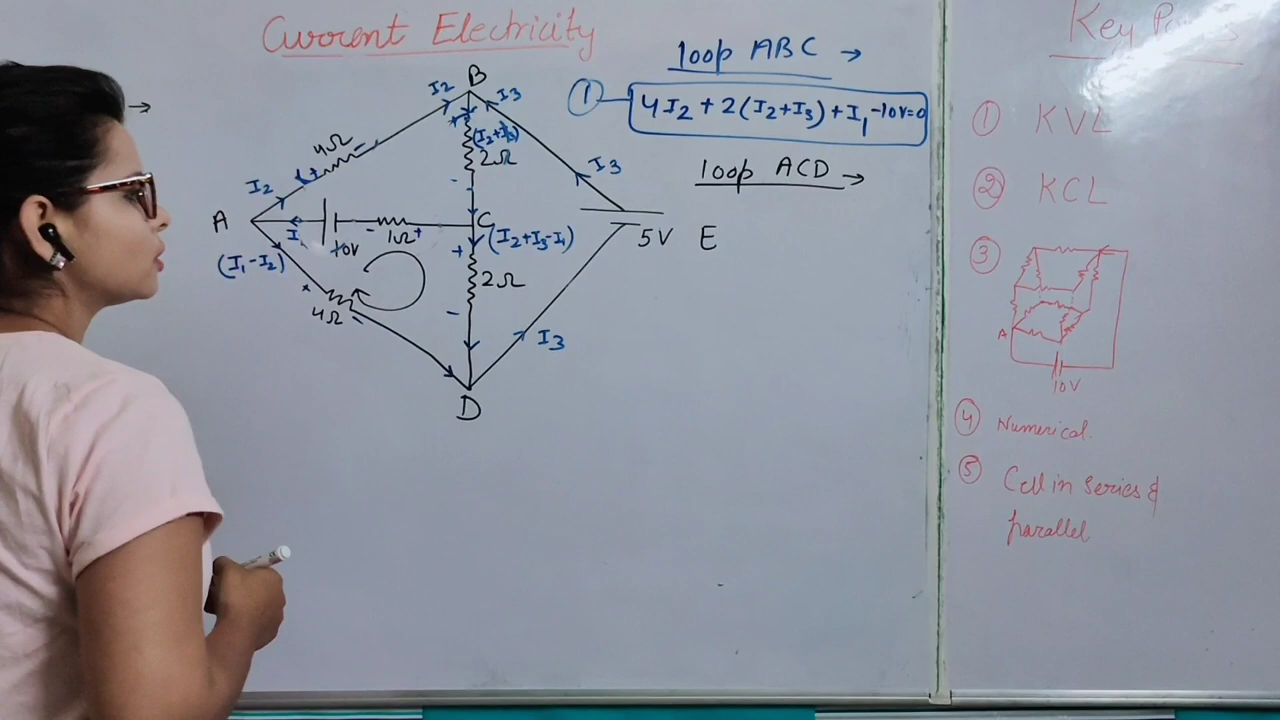 Current Electricity
loop ABC →
① 4I2 + 2(I2+I3) + I1 -10V=0
loop ACD →
B
I2
I3
4Ω
(I2+I3)
2Ω
I2
I3
A
I1
10V
1Ω
C
(I2+I3-I1)
5V
E
(I1-I2)
4Ω
2Ω
I3
D
Key
① KVL
② KCL
③
A
10V
④ Numerical.
⑤ Cell in series &
parallel